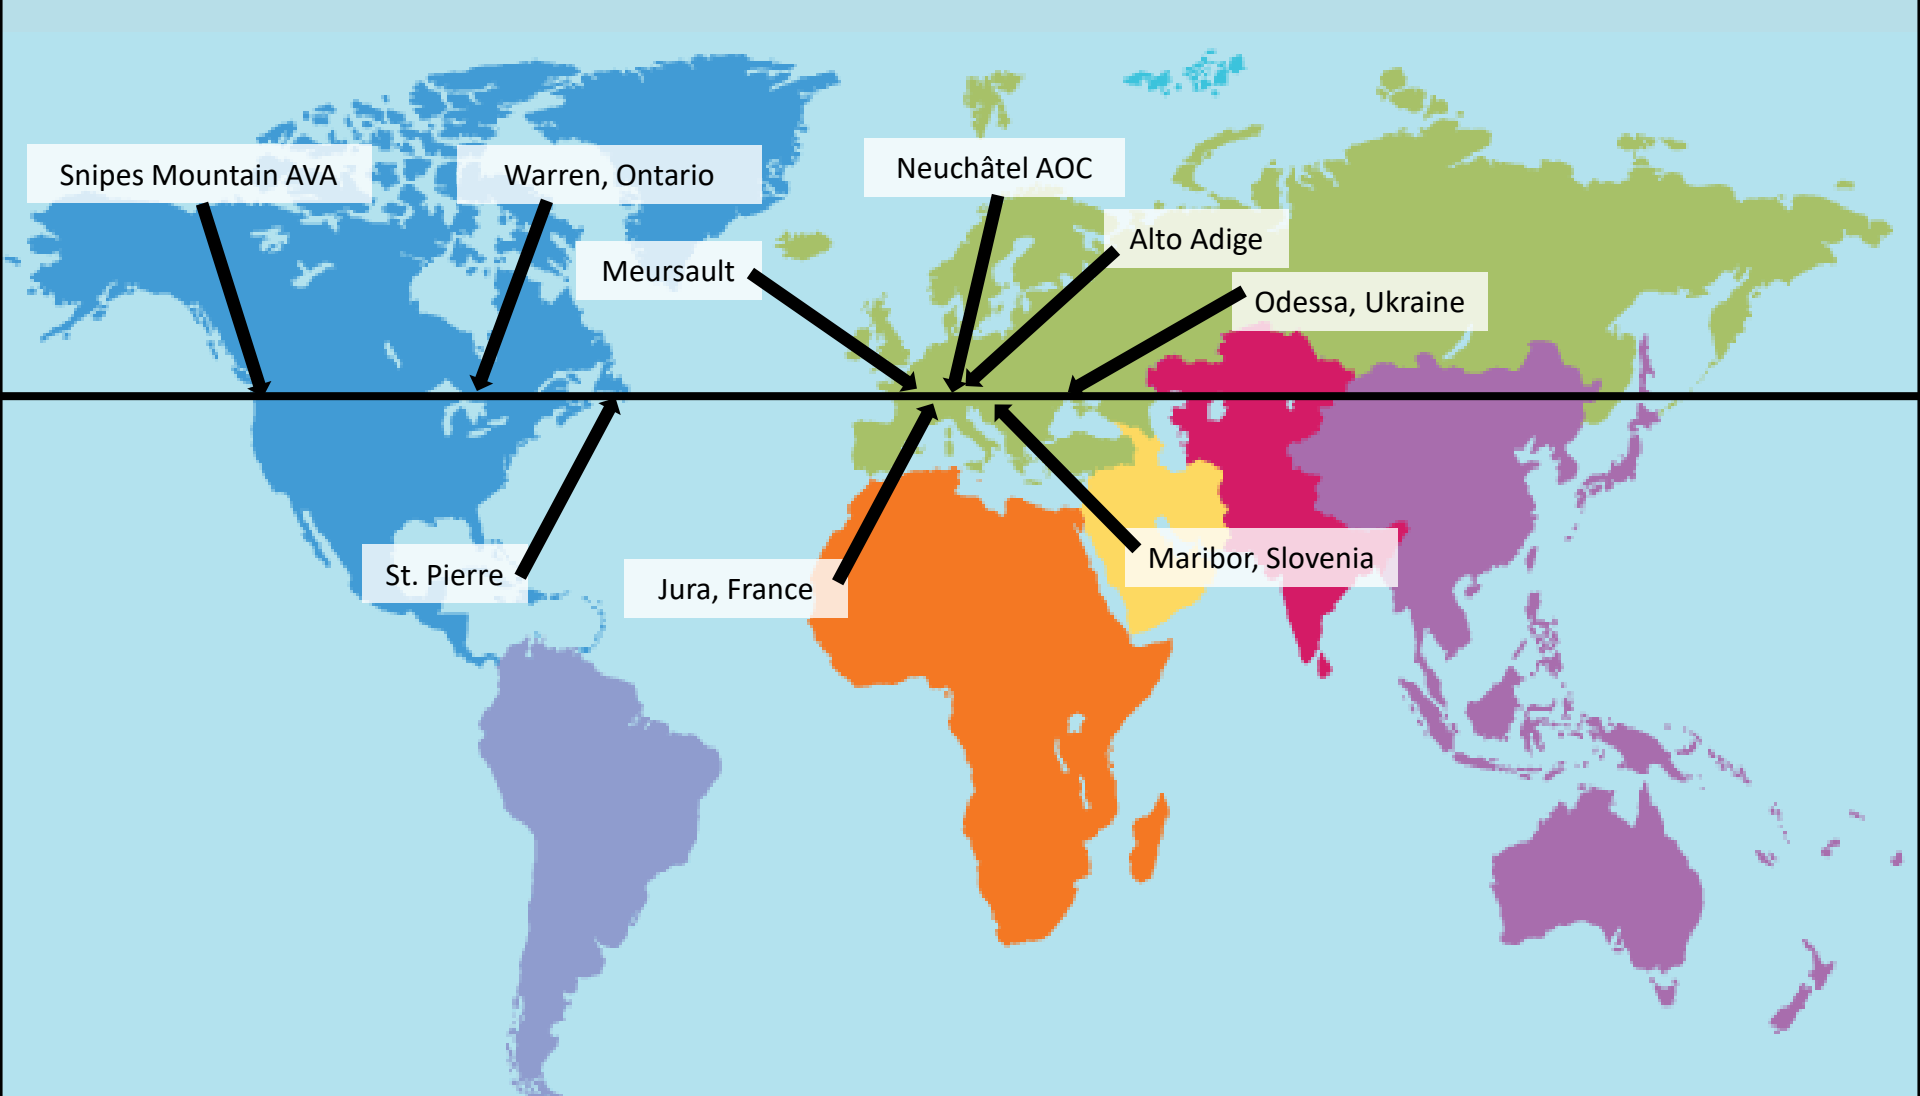 Snipes Mountain AVA
Warren, Ontario
Neuchâtel AOC
Alto Adige
Meursault
Odessa, Ukraine
St. Pierre
Jura, France
Maribor, Slovenia